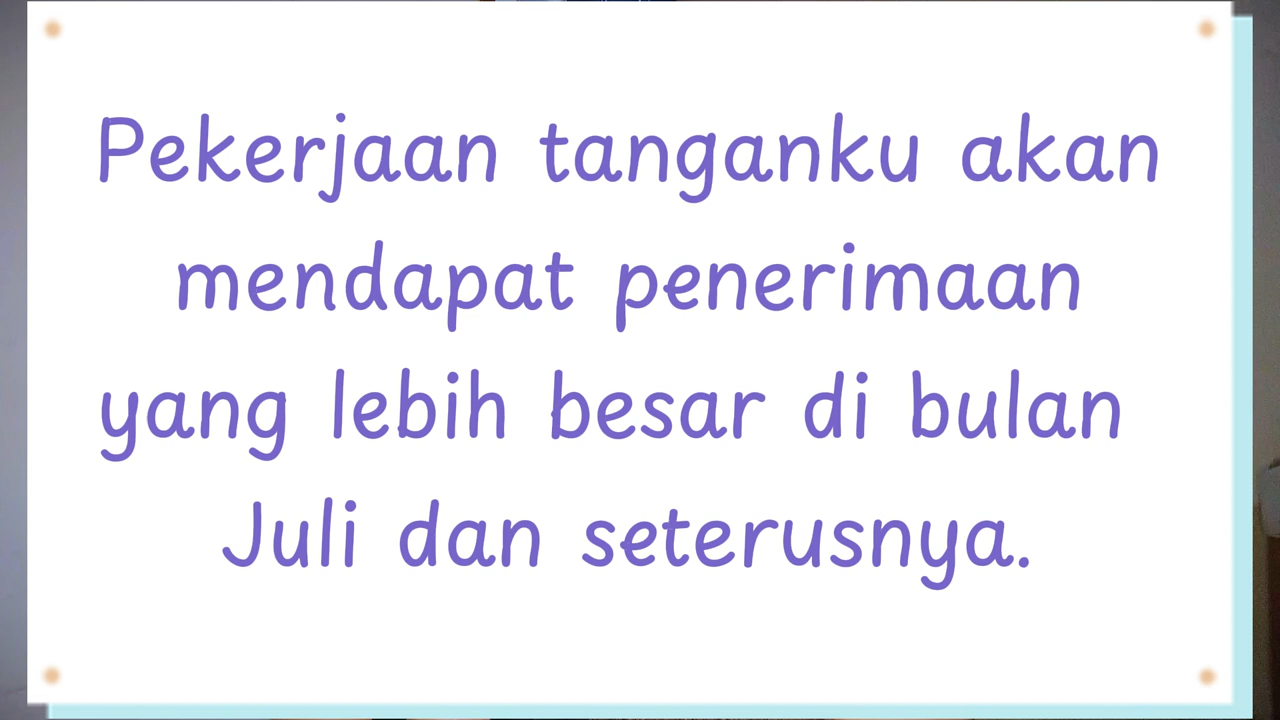 Pekerjaan tanganku akan
mendapat penerimaan
yang lebih besar di bulan
Juli dan seterusnya.